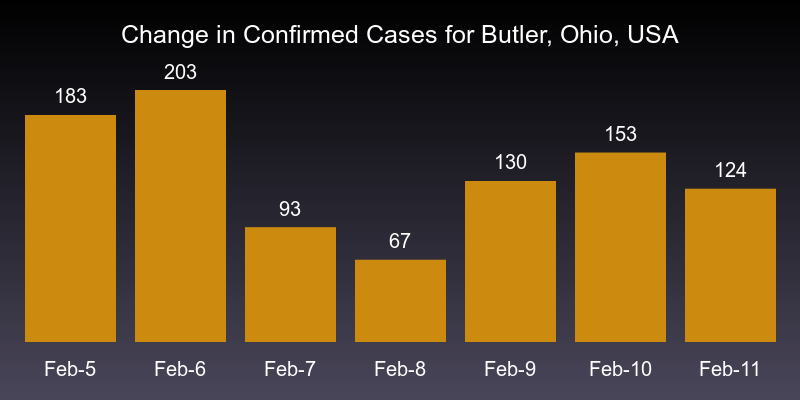 Change in Confirmed Cases for Butler, Ohio, USA
183
203
93
67
130
153
124
Feb-5
Feb-6
Feb-7
Feb-8
Feb-9
Feb-10
Feb-11